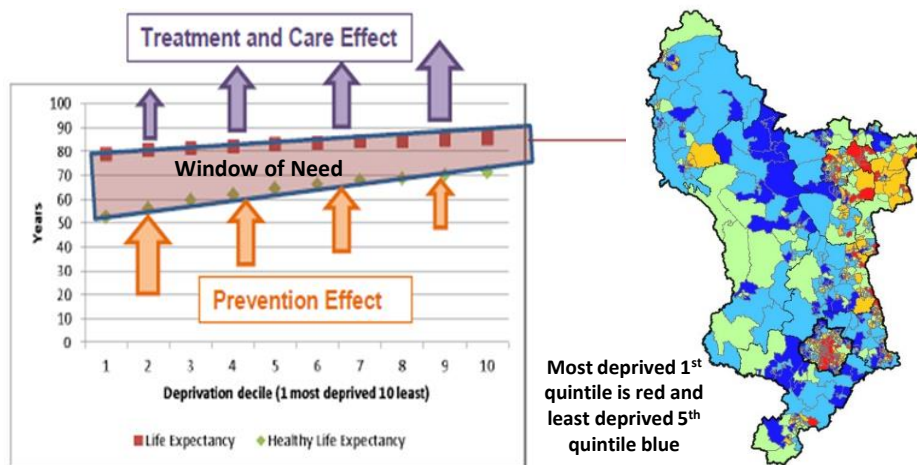 Treatment and Care Effect
100
90
80
70
60
50
40
30
20
10
0
Years
Window of Need
Prevention Effect
1 2 3 4 5 6 7 8 9 10
Deprivation decile (1 most deprived 10 least)
Life Expectancy Healthy Life Expectancy
Most deprived 1st
quintile is red and
least deprived 5th
quintile blue